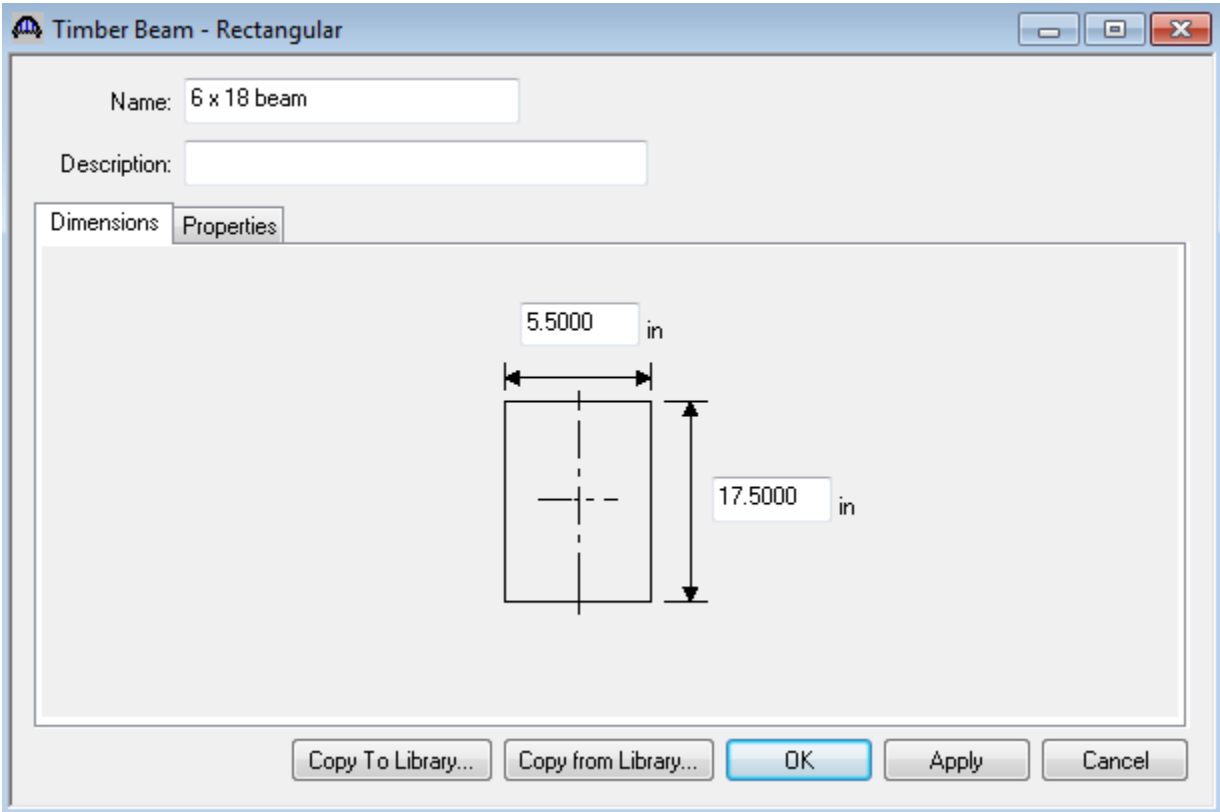 Timber Beam - Rectangular
Name: 6 x 18 beam
Description:
Dimensions Properties
5.5000 in
17.5000 in
Copy To Library... Copy from Library... OK Apply Cancel